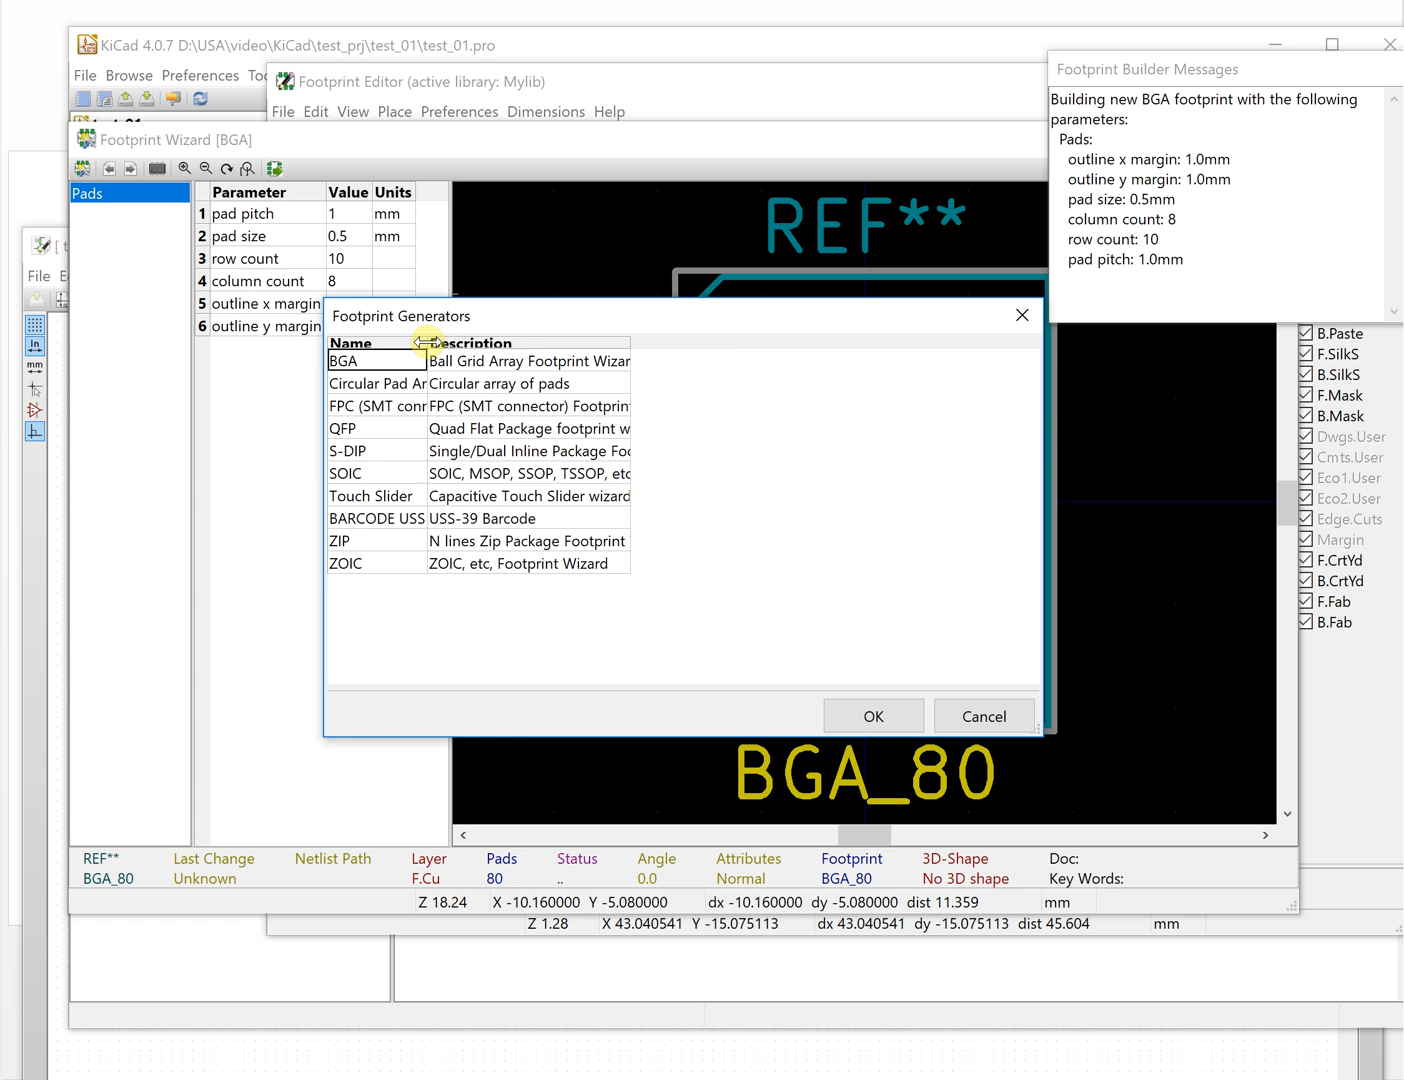 KiCad 4.0.7 D:\USA\video\KiCad\test_prj\test_01\test_01.pro
File Browse Preferences
Footprint Editor (active library: Mylib)
File Edit View Place Preferences Dimensions Help
Footprint Builder Messages
Building new BGA footprint with the following
parameters:
Pads:
outline x margin: 1.0mm
outline y margin: 1.0mm
pad size: 0.5mm
column count: 8
row count: 10
pad pitch: 1.0mm
Footprint Wizard [BGA]
Pads
Parameter Value Units
1 pad pitch 1 mm
2 pad size 0.5 mm
3 row count 10
4 column count 8
5 outline x margin
6 outline y margin
File
In
mm
REF**
Footprint Generators
Name Description
BGA Ball Grid Array Footprint Wizar
Circular Pad Ar Circular array of pads
FPC (SMT conn FPC (SMT connector) Footprin
QFP Quad Flat Package footprint w
S-DIP Single/Dual Inline Package Foo
SOIC SOIC, MSOP, SSOP, TSSOP, etc
Touch Slider Capacitive Touch Slider wizard
BARCODE USS USS-39 Barcode
ZIP N lines Zip Package Footprint
ZOIC ZOIC, etc, Footprint Wizard
OK Cancel
BGA_80
B.Paste
F.SilkS
B.SilkS
F.Mask
B.Mask
Dwgs.User
Cmts.User
Eco1.User
Eco2.User
Edge.Cuts
Margin
F.CrtYd
B.CrtYd
F.Fab
B.Fab
REF** Last Change Netlist Path Layer Pads Status Angle Attributes Footprint 3D-Shape Doc:
BGA_80 Unknown F.Cu 80 .. 0.0 Normal BGA_80 No 3D shape Key Words:
Z 18.24 X -10.160000 Y -5.080000 dx -10.160000 dy -5.080000 dist 11.359 mm
Z 1.28 X 43.040541 Y -15.075113 dx 43.040541 dy -15.075113 dist 45.604 mm